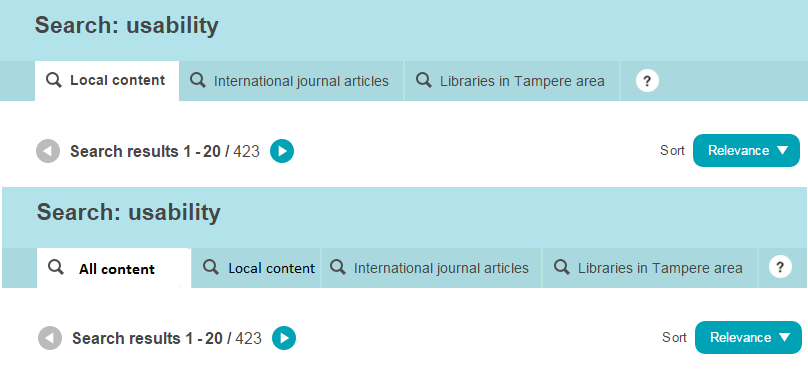 Search: usability
Local content International journal articles Libraries in Tampere area ?
Search results 1 - 20 / 423 Sort Relevance
Search: usability
All content Local content International journal articles Libraries in Tampere area ?
Search results 1 - 20 / 423 Sort Relevance